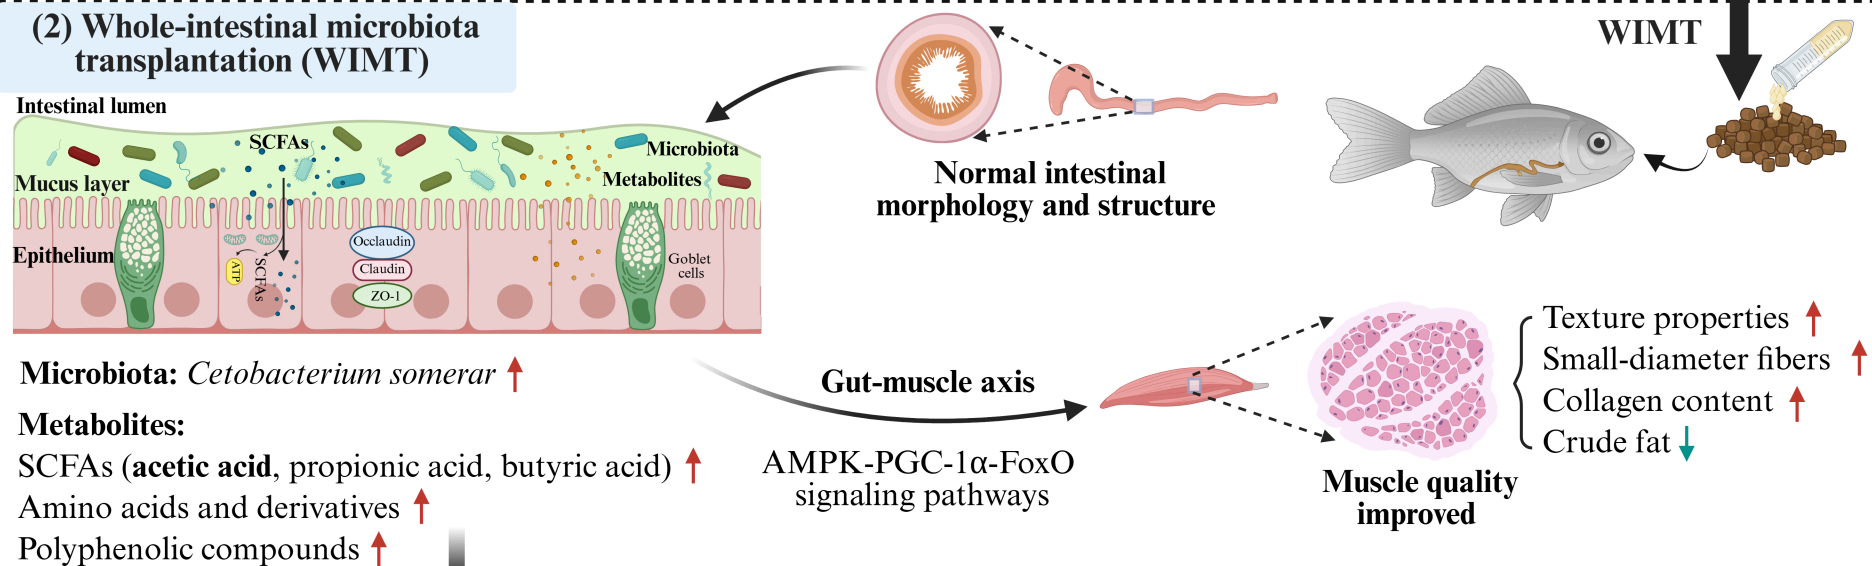 (2) Whole-intestinal microbiota
transplantation (WIMT)
WIMT
Intestinal lumen
SCFAs
Microbiota
Metabolites
Mucus layer
Epithelium
ATP
SCFAs
Occlaudin
Claudin
ZO-1
Goblet
cells
Normal intestinal
morphology and structure
Microbiota: Cetobacterium somerar
Metabolites:
SCFAs (acetic acid, propionic acid, butyric acid)
Amino acids and derivatives
Polyphenolic compounds
Gut-muscle axis
AMPK-PGC-1α-FoxO
signaling pathways
Muscle quality
improved
Texture properties
Small-diameter fibers
Collagen content
Crude fat